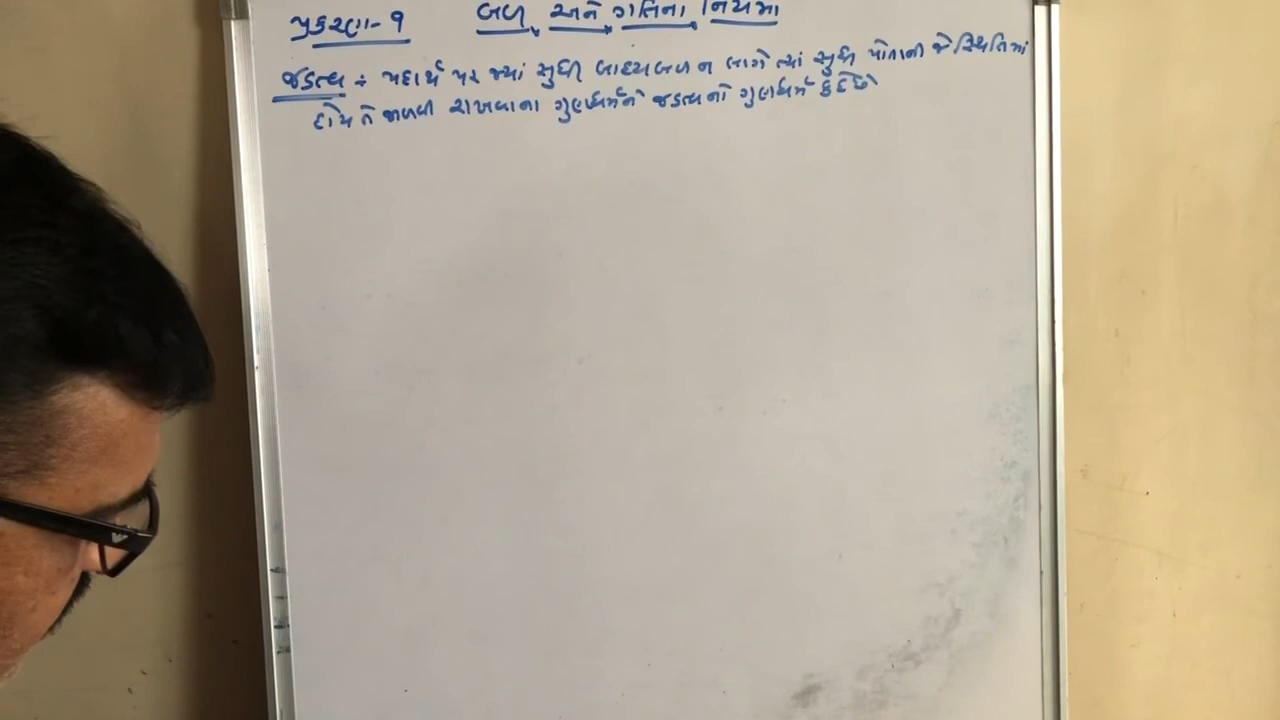 પ્રકરણ-૧ બળ અને ગતિના નિયમો
જડત્વ : પદાર્થ પર જ્યાં સુધી બાહ્યબળ ન લાગે ત્યાં સુધી પોતાની જે સ્થિતિમાં
હોય તે જાળવી રાખવાના ગુણધર્મને જડત્વનો ગુણધર્મ કહે છે